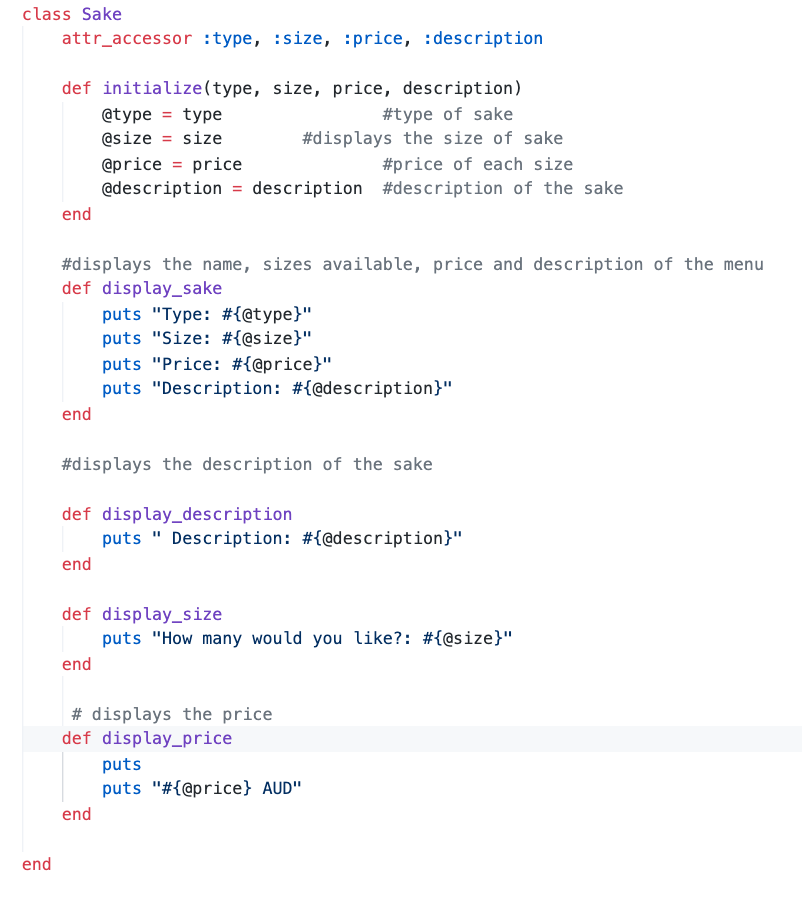 class Sake
    attr_accessor :type, :size, :price, :description

    def initialize(type, size, price, description)
        @type = type                #type of sake
        @size = size        #displays the size of sake
        @price = price              #price of each size
        @description = description  #description of the sake
    end

    #displays the name, sizes available, price and description of the menu
    def display_sake
        puts "Type: #{@type}"
        puts "Size: #{@size}"
        puts "Price: #{@price}"
        puts "Description: #{@description}"
    end

    #displays the description of the sake

    def display_description
        puts " Description: #{@description}"
    end

    def display_size
        puts "How many would you like?: #{@size}"
    end

     # displays the price
    def display_price
        puts
        puts "#{@price} AUD"
    end

end